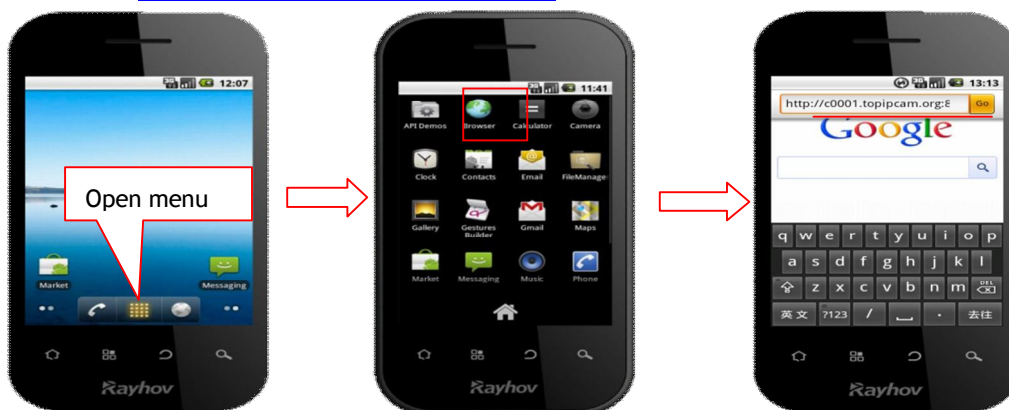 12:07
Open menu
Market
Messaging
Rayhov
11:41
API Demos Browser Calculator Camera
Clock Contacts Email FileManage
Gallery Gestures Builder Gmail Maps
Market Messaging Music Phone
Rayhov
13:13
http://c0001.topipcam.org:8 Go
Google
q w e r t y u i o p
a s d f g h j k l
z x c v b n m DEL
英文 ?123 / . 去往
Rayhov